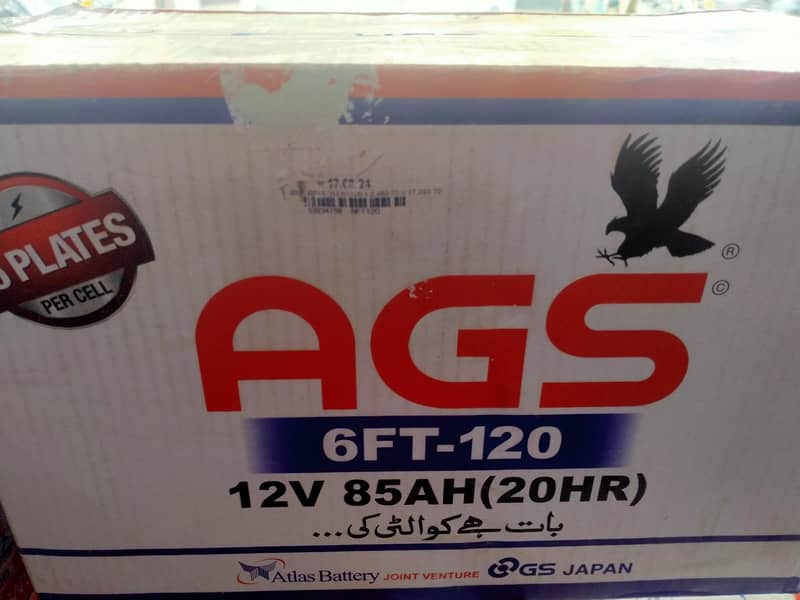 17.08.24
PLATES
PER CELL
®
AGS ©
6FT-120
12V 85AH(20HR)
بات ہے کوالٹی کی...
Atlas Battery JOINT VENTURE GS JAPAN